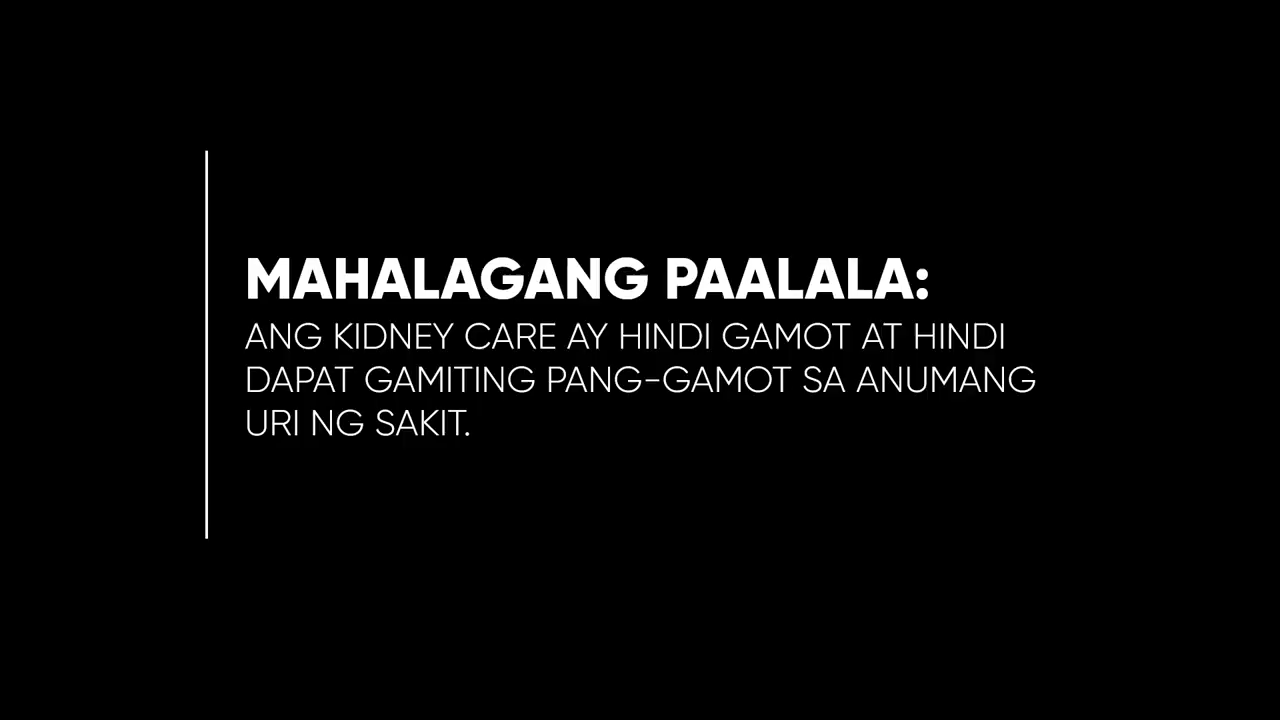 MAHALAGANG PAALALA:
ANG KIDNEY CARE AY HINDI GAMOT AT HINDI
DAPAT GAMITING PANG-GAMOT SA ANUMANG
URI NG SAKIT.